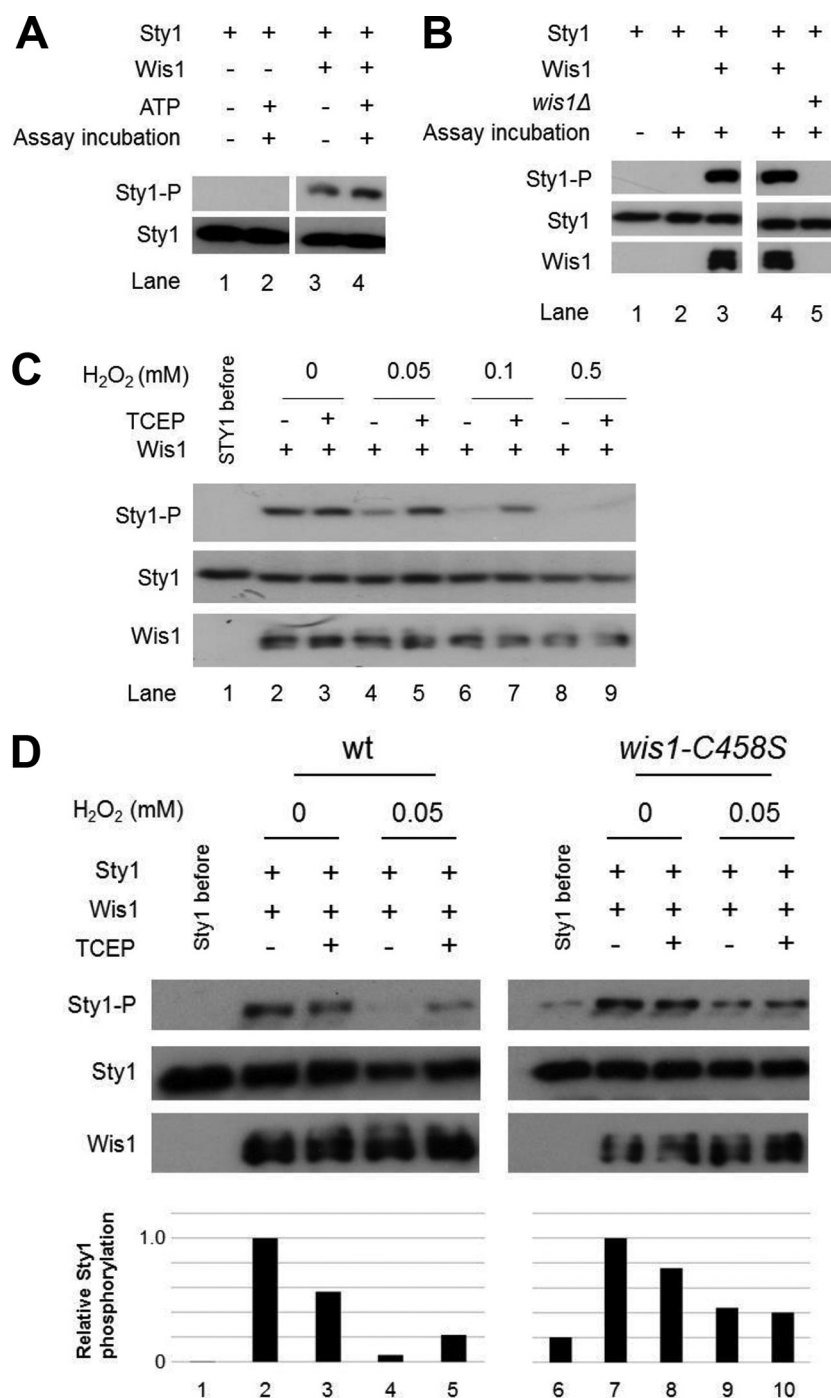 A
Sty1 + + + +
Wis1 - - + +
ATP - + - +
Assay incubation - + - +
Sty1-P
Sty1
Lane 1 2 3 4
B
Sty1 + + + + +
Wis1 + +
wis1Δ +
Assay incubation - + + + +
Sty1-P
Sty1
Wis1
Lane 1 2 3 4 5
C
H2O2 (mM) 0 0.05 0.1 0.5
STY1 before
TCEP - + - + - + - +
Wis1 + + + + + + + +
Sty1-P
Sty1
Wis1
Lane 1 2 3 4 5 6 7 8 9
D
wt wis1-C458S
H2O2 (mM) 0 0.05 0 0.05
Sty1 before Sty1 before
Sty1 + + + + + + + +
Wis1 + + + + + + + +
TCEP - + - + - + - +
Sty1-P
Sty1
Wis1
Relative Sty1
phosphorylation
1.0
0
1 2 3 4 5 6 7 8 9 10